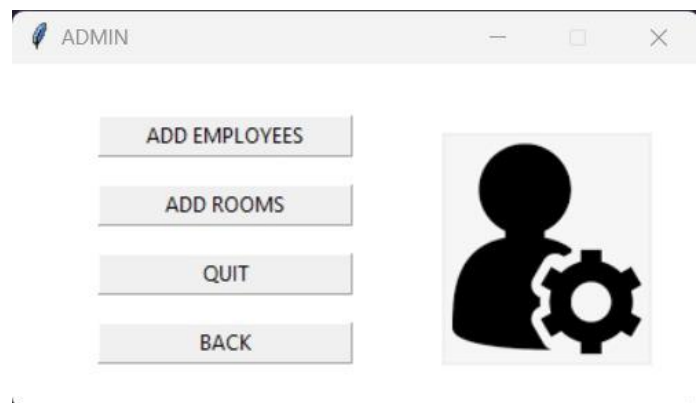 ADMIN
ADD EMPLOYEES
ADD ROOMS
QUIT
BACK